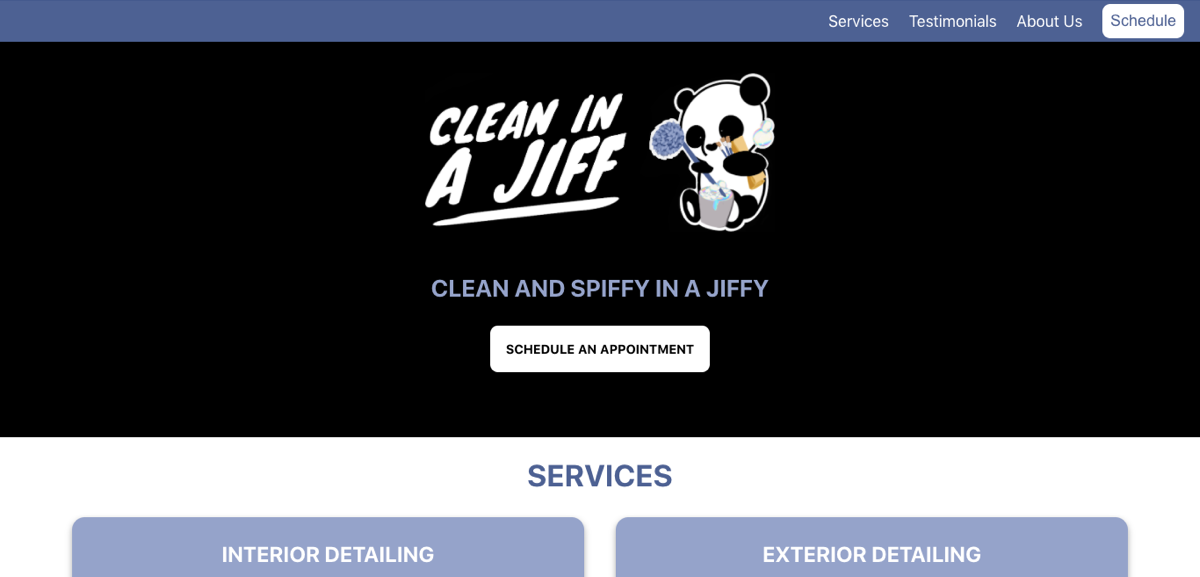 Services Testimonials About Us Schedule
CLEAN IN
A JIFF
CLEAN AND SPIFFY IN A JIFFY
SCHEDULE AN APPOINTMENT
SERVICES
INTERIOR DETAILING
EXTERIOR DETAILING